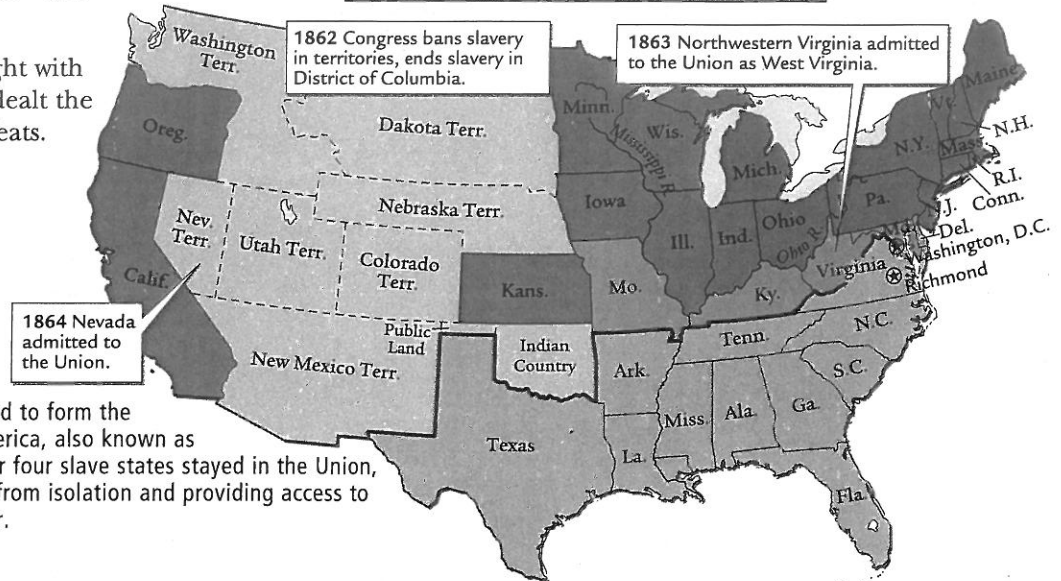 ght with
dealt the
eats.
1862 Congress bans slavery
in territories, ends slavery in
District of Columbia.
1863 Northwestern Virginia admitted
to the Union as West Virginia.
Washington
Terr.
Oreg.
Dakota Terr.
Minn.
Wis.
Mississippi R.
Mich.
Maine
Vt.
N.H.
N.Y.
Mass.
R.I.
Conn.
Nebraska Terr.
Iowa
Ill.
Ind.
Ohio
Ohio R.
Pa.
N.J.
Md.
Del.
Washington, D.C.
Nev.
Terr.
Utah Terr.
Colorado
Terr.
Calif.
Kans.
Mo.
Ky.
Virginia
Richmond
1864 Nevada
admitted to
the Union.
Public
Land
New Mexico Terr.
Indian
Country
Tenn.
N.C.
Ark.
S.C.
Texas
Miss.
Ala.
Ga.
La.
Fla.
d to form the
erica, also known as
r four slave states stayed in the Union,
from isolation and providing access to
r.